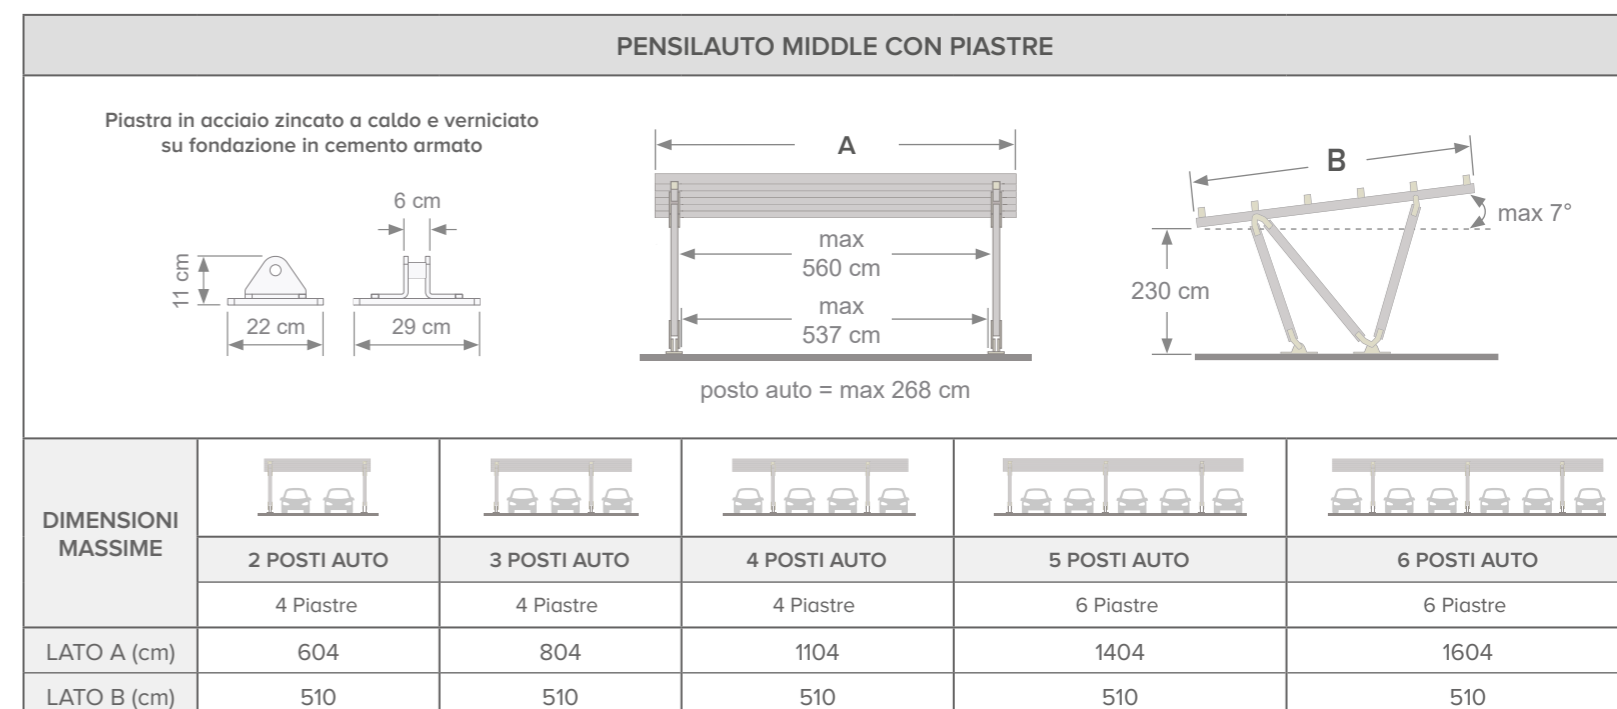 PENSILAUTO MIDDLE CON PIASTRE
Piastra in acciaio zincato a caldo e verniciato
su fondazione in cemento armato
6 cm
11 cm
22 cm
29 cm
A
max
560 cm
max
537 cm
posto auto = max 268 cm
B
max 7°
230 cm
DIMENSIONI
MASSIME
2 POSTI AUTO 3 POSTI AUTO 4 POSTI AUTO 5 POSTI AUTO 6 POSTI AUTO
4 Piastre 4 Piastre 4 Piastre 6 Piastre 6 Piastre
LATO A (cm) 604 804 1104 1404 1604
LATO B (cm) 510 510 510 510 510